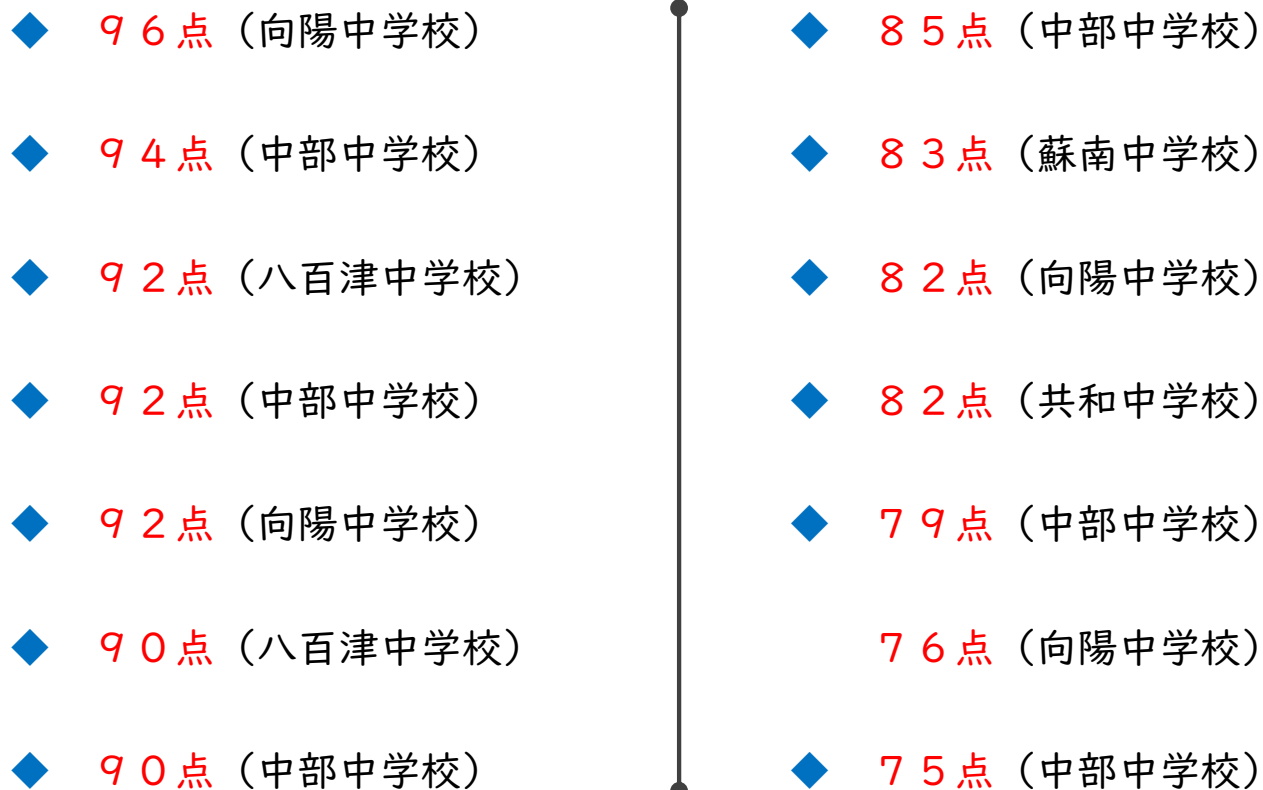 ◆ ９６点（向陽中学校）
◆ ９４点（中部中学校）
◆ ９２点（八百津中学校）
◆ ９２点（中部中学校）
◆ ９２点（向陽中学校）
◆ ９０点（八百津中学校）
◆ ９０点（中部中学校）
◆ ８５点（中部中学校）
◆ ８３点（蘇南中学校）
◆ ８２点（向陽中学校）
◆ ８２点（共和中学校）
◆ ７９点（中部中学校）
７６点（向陽中学校）
◆ ７５点（中部中学校）